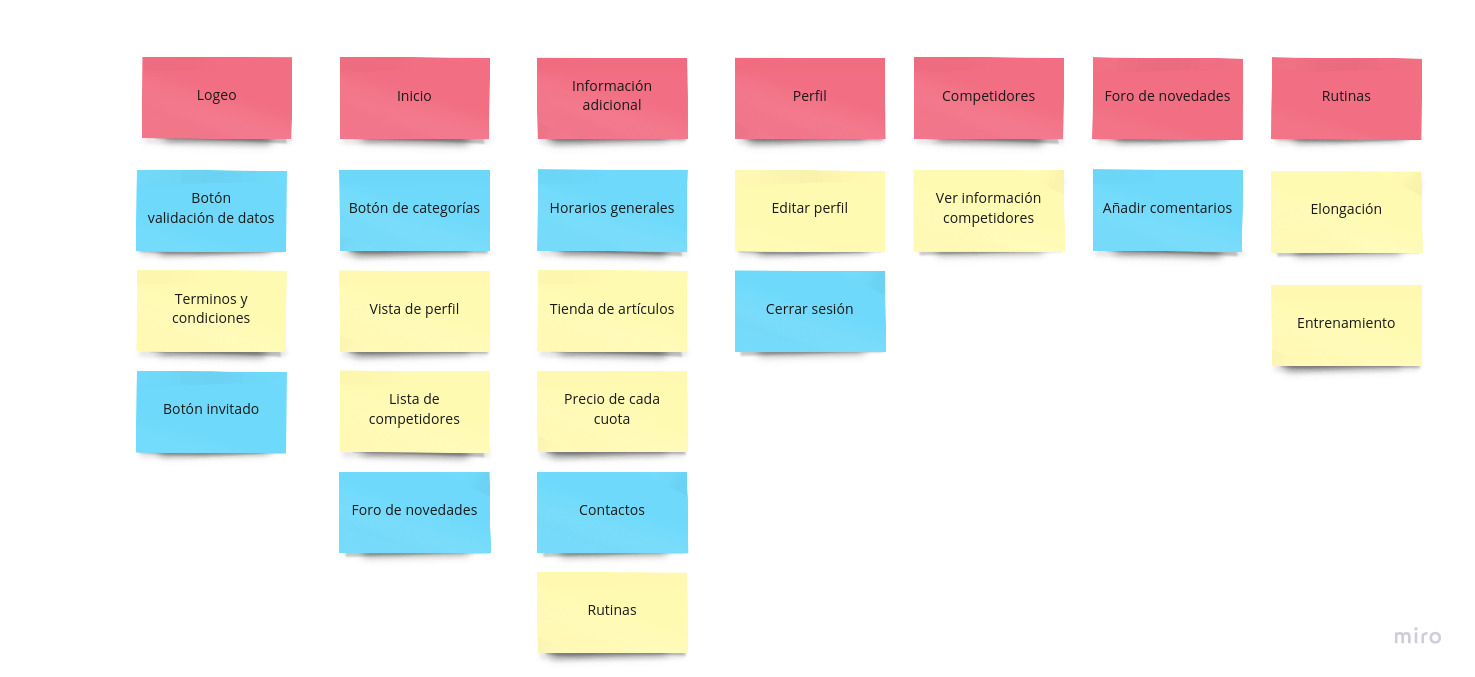 Logeo
Inicio
Información
adicional
Perfil
Competidores
Foro de novedades
Rutinas
Botón
validación de datos
Botón de categorías
Horarios generales
Editar perfil
Ver información
competidores
Añadir comentarios
Elongación
Terminos y
condiciones
Vista de perfil
Tienda de artículos
Cerrar sesión
Entrenamiento
Botón invitado
Lista de
competidores
Precio de cada
cuota
Foro de novedades
Contactos
Rutinas
miro